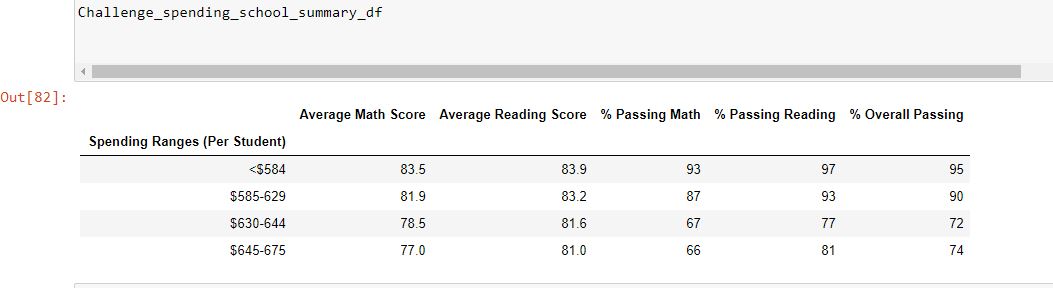 Challenge_spending_school_summary_df
Out[82]:
Average Math Score Average Reading Score % Passing Math % Passing Reading % Overall Passing
Spending Ranges (Per Student)
<$584 83.5 83.9 93 97 95
$585-629 81.9 83.2 87 93 90
$630-644 78.5 81.6 67 77 72
$645-675 77.0 81.0 66 81 74